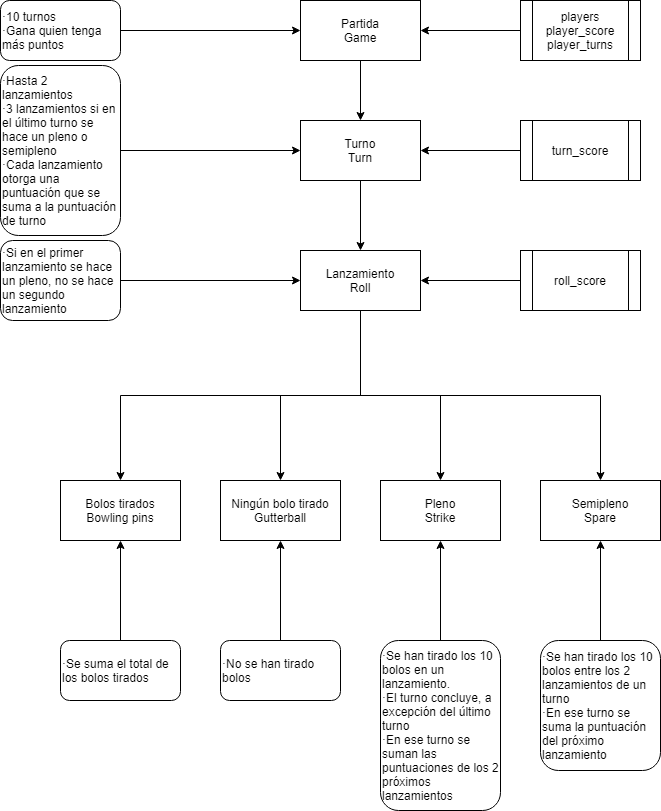 ·10 turnos
·Gana quien tenga
más puntos
Partida
Game
players
player_score
player_turns
·Hasta 2
lanzamientos
·3 lanzamientos si en
el último turno se
hace un pleno o
semipleno
·Cada lanzamiento
otorga una
puntuación que se
suma a la puntuación
de turno
Turno
Turn
turn_score
·Si en el primer
lanzamiento se hace
un pleno, no se hace
un segundo
lanzamiento
Lanzamiento
Roll
roll_score
Bolos tirados
Bowling pins
Ningún bolo tirado
Gutterball
Pleno
Strike
Semipleno
Spare
·Se suma el total de
los bolos tirados
·No se han tirado
bolos
·Se han tirado los 10
bolos en un
lanzamiento.
·El turno concluye, a
excepción del último
turno
·En ese turno se
suman las
puntuaciones de los 2
próximos
lanzamientos
·Se han tirado los 10
bolos entre los 2
lanzamientos de un
turno
·En ese turno se
suma la puntuación
del próximo
lanzamiento